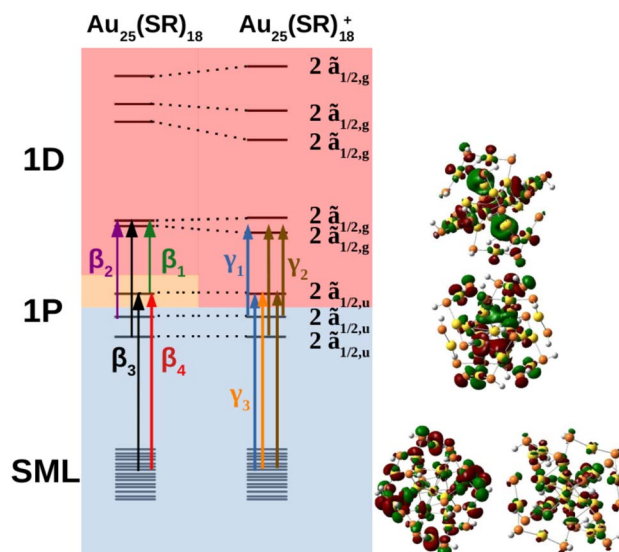 Au25(SR)18 Au25(SR)18+
2 ã1/2,g
2 ã1/2,g
2 ã1/2,g
1D
2 ã1/2,g
2 ã1/2,g
β2 β1 γ1 γ2
2 ã1/2,u
1P
2 ã1/2,u
2 ã1/2,u
β3 β4
γ3
SML